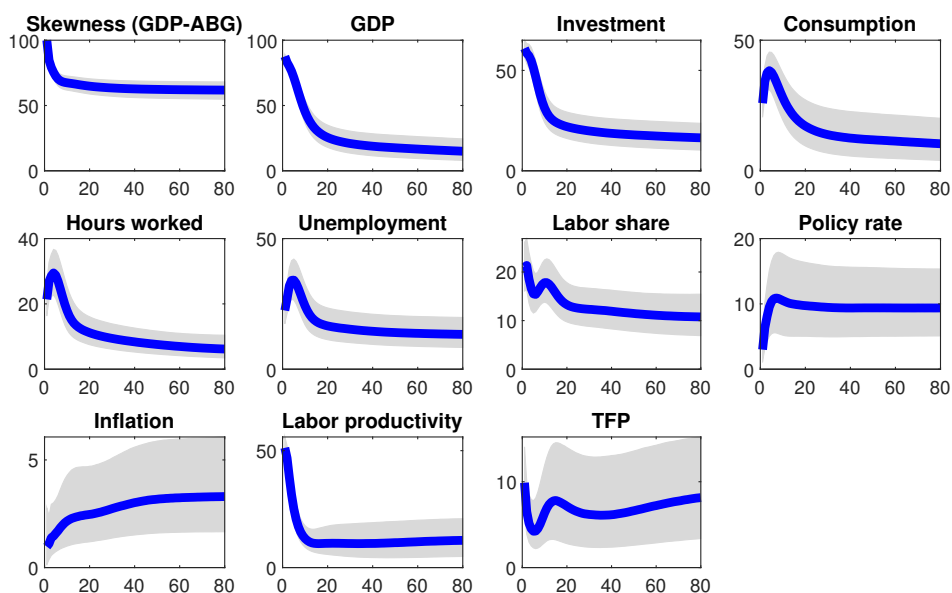 Skewness (GDP-ABG) GDP Investment Consumption
100 100 50 50
50 50
0 0 0 0
0 20 40 60 80 0 20 40 60 80 0 20 40 60 80 0 20 40 60 80
Hours worked Unemployment Labor share Policy rate
40 50 20 20
20 10 10
0 0 0 0
0 20 40 60 80 0 20 40 60 80 0 20 40 60 80 0 20 40 60 80
Inflation Labor productivity TFP
5 50 10
0 0 0
0 20 40 60 80 0 20 40 60 80 0 20 40 60 80